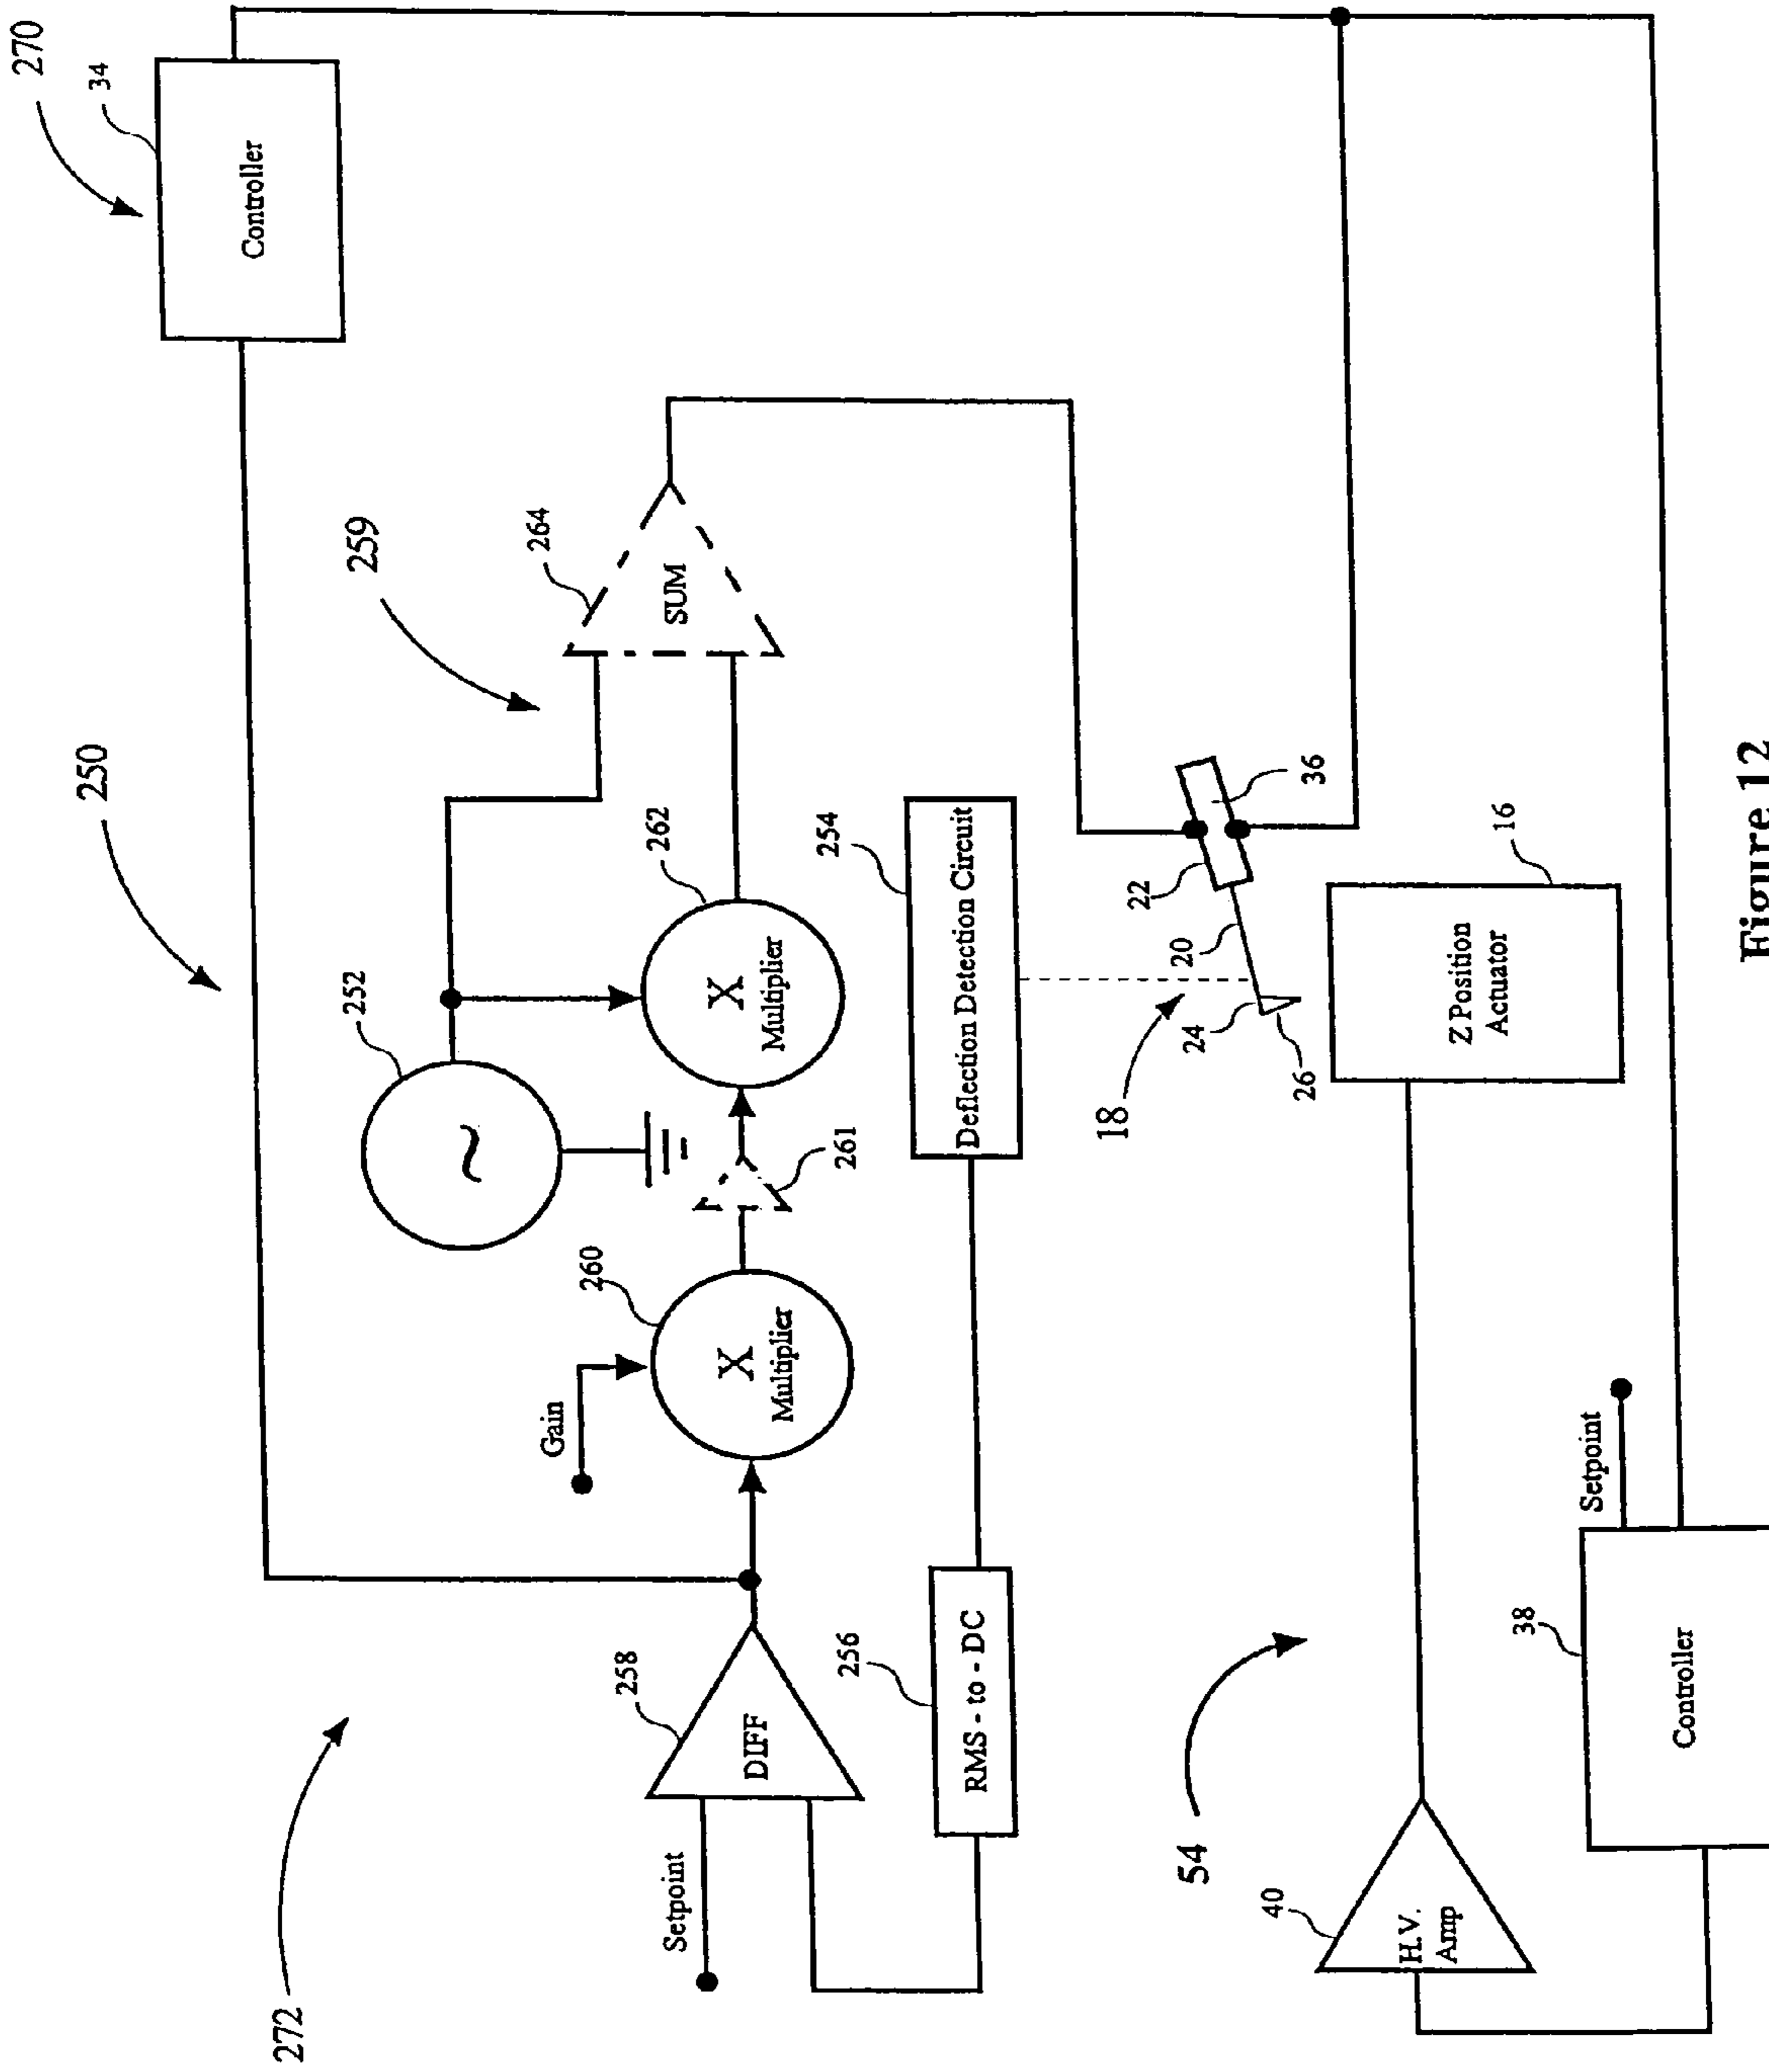 272
250
270
34
Controller
259
264
SUM
252
~
262
X
Multiplier
260
X
Multiplier
261
Gain
258
DIFF
Setpoint
256
RMS - to - DC
254
Deflection Detection Circuit
18
24
26
20
22
36
16
Z Position
Actuator
54
40
H.V.
Amp
38
Controller
Setpoint
Figure 12